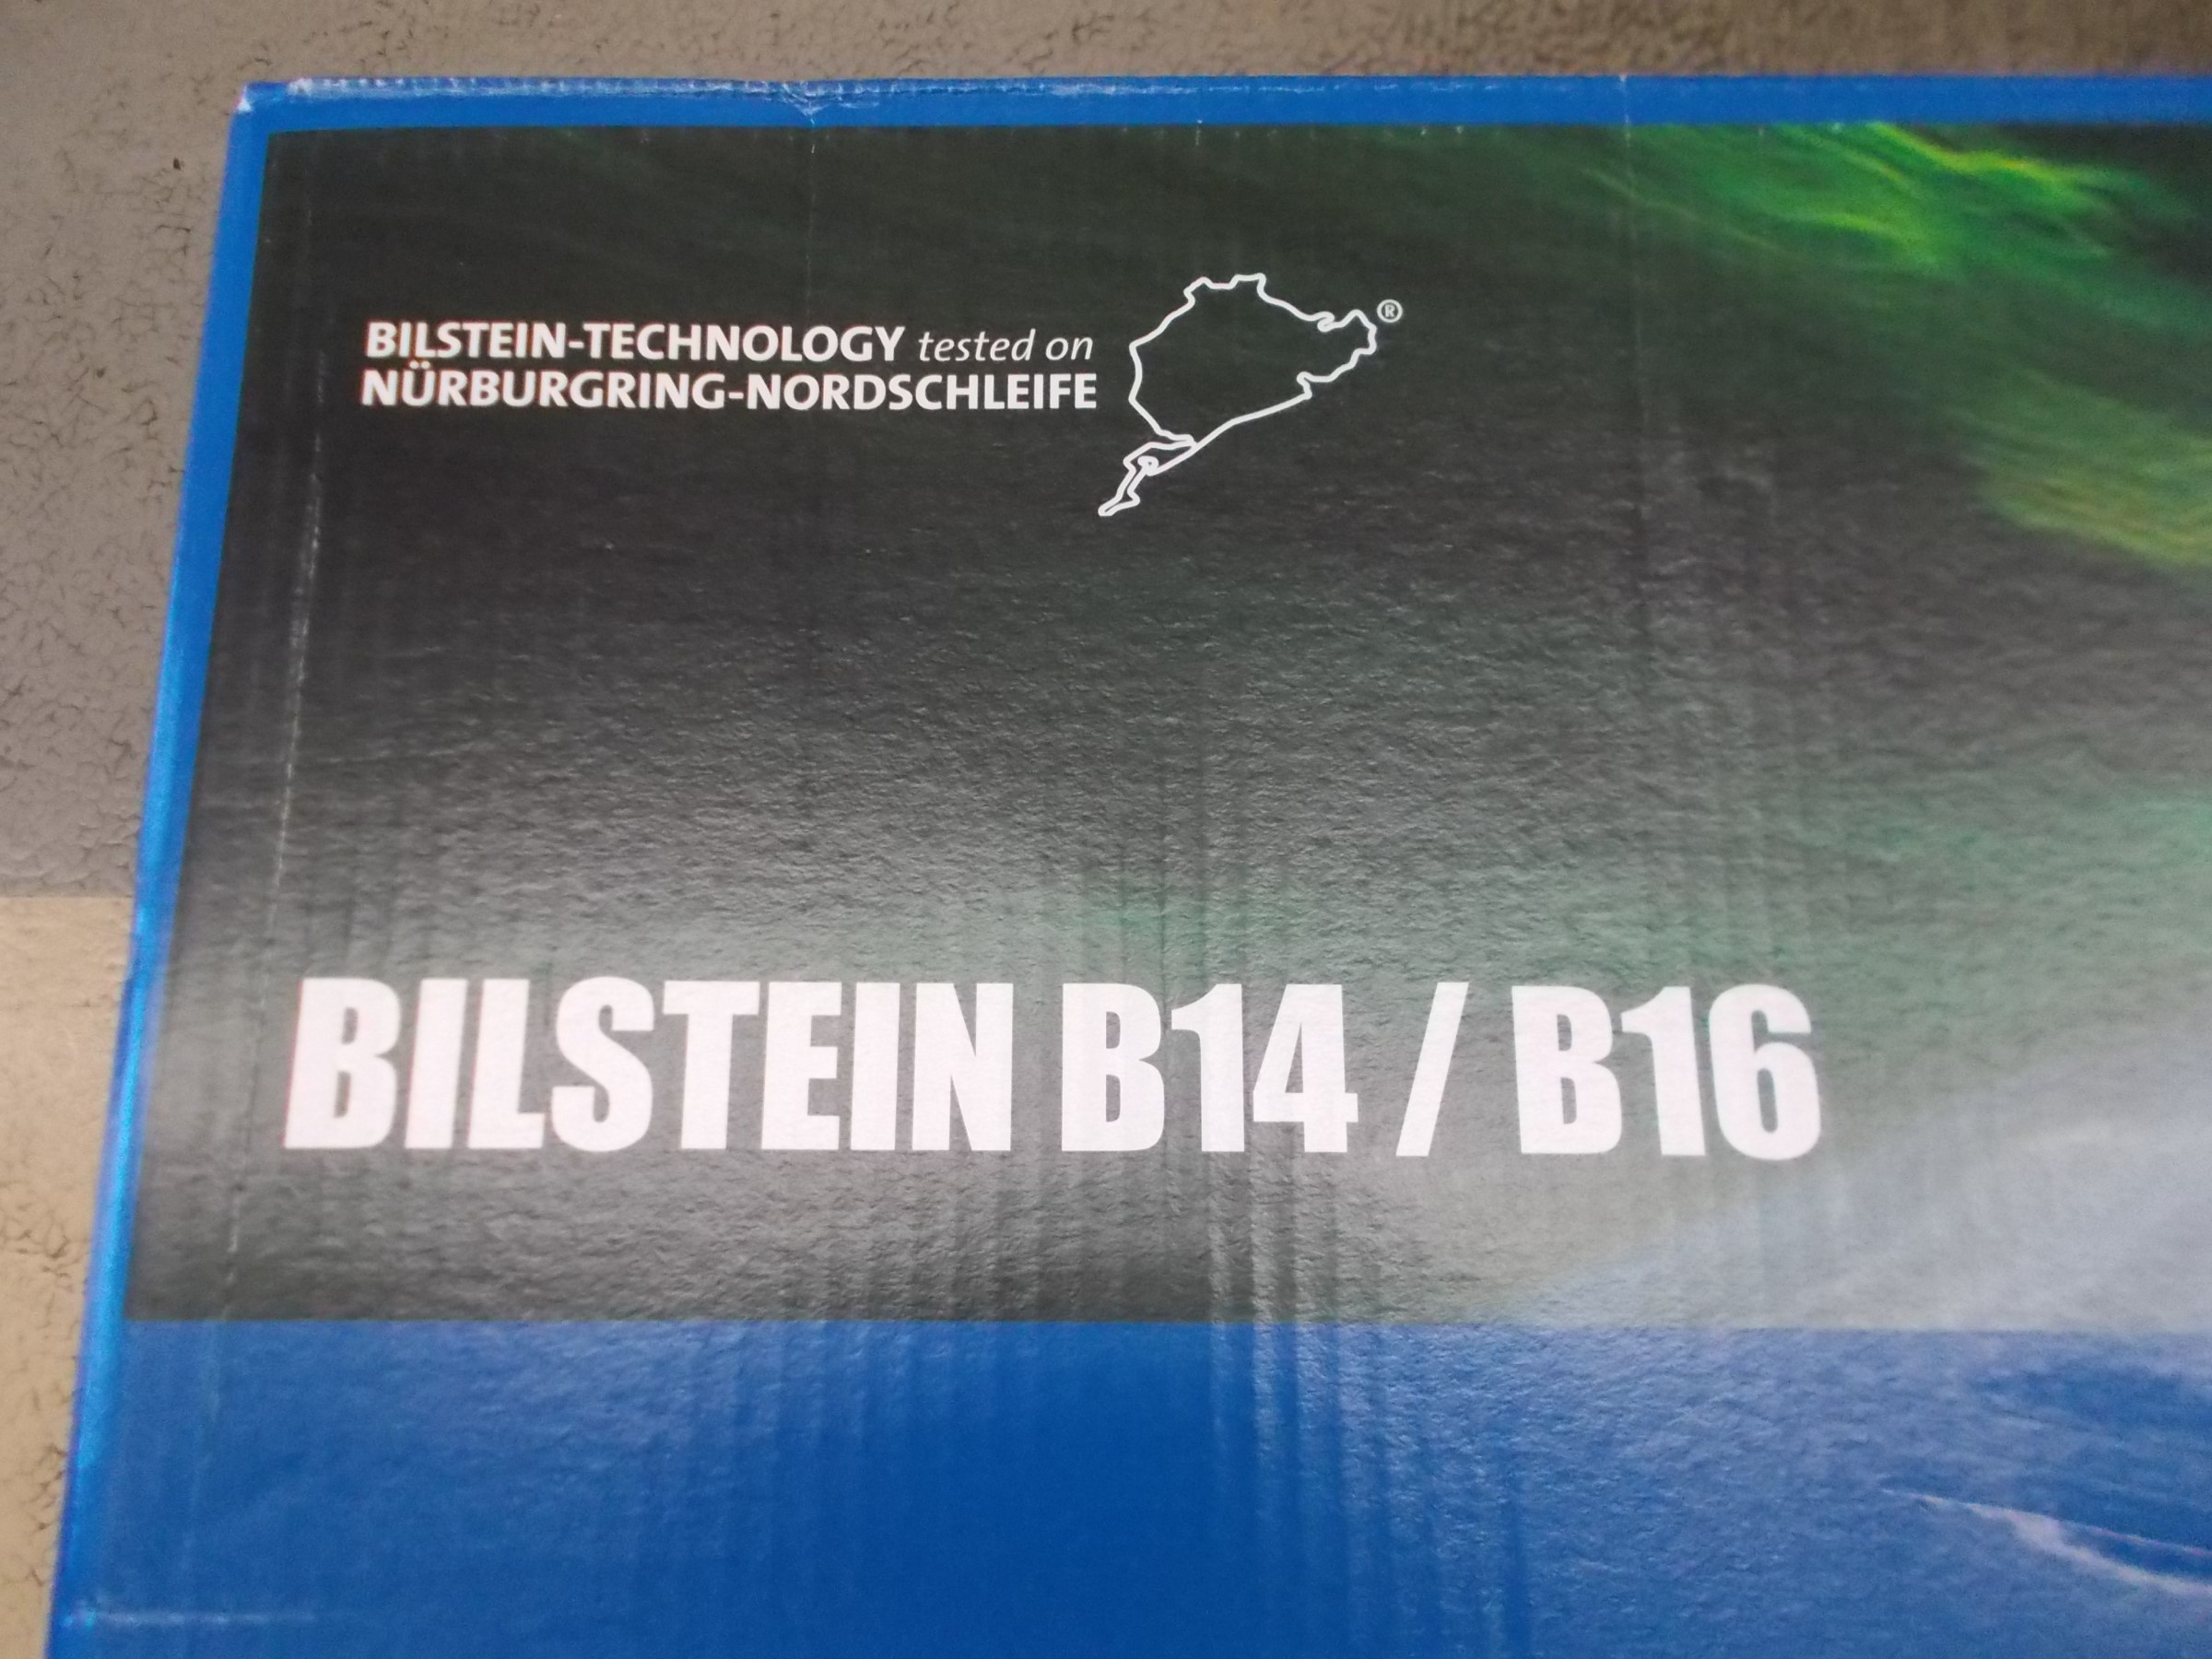 BILSTEIN-TECHNOLOGY tested on
NÜRBURGRING-NORDSCHLEIFE
®
BILSTEIN B14 / B16